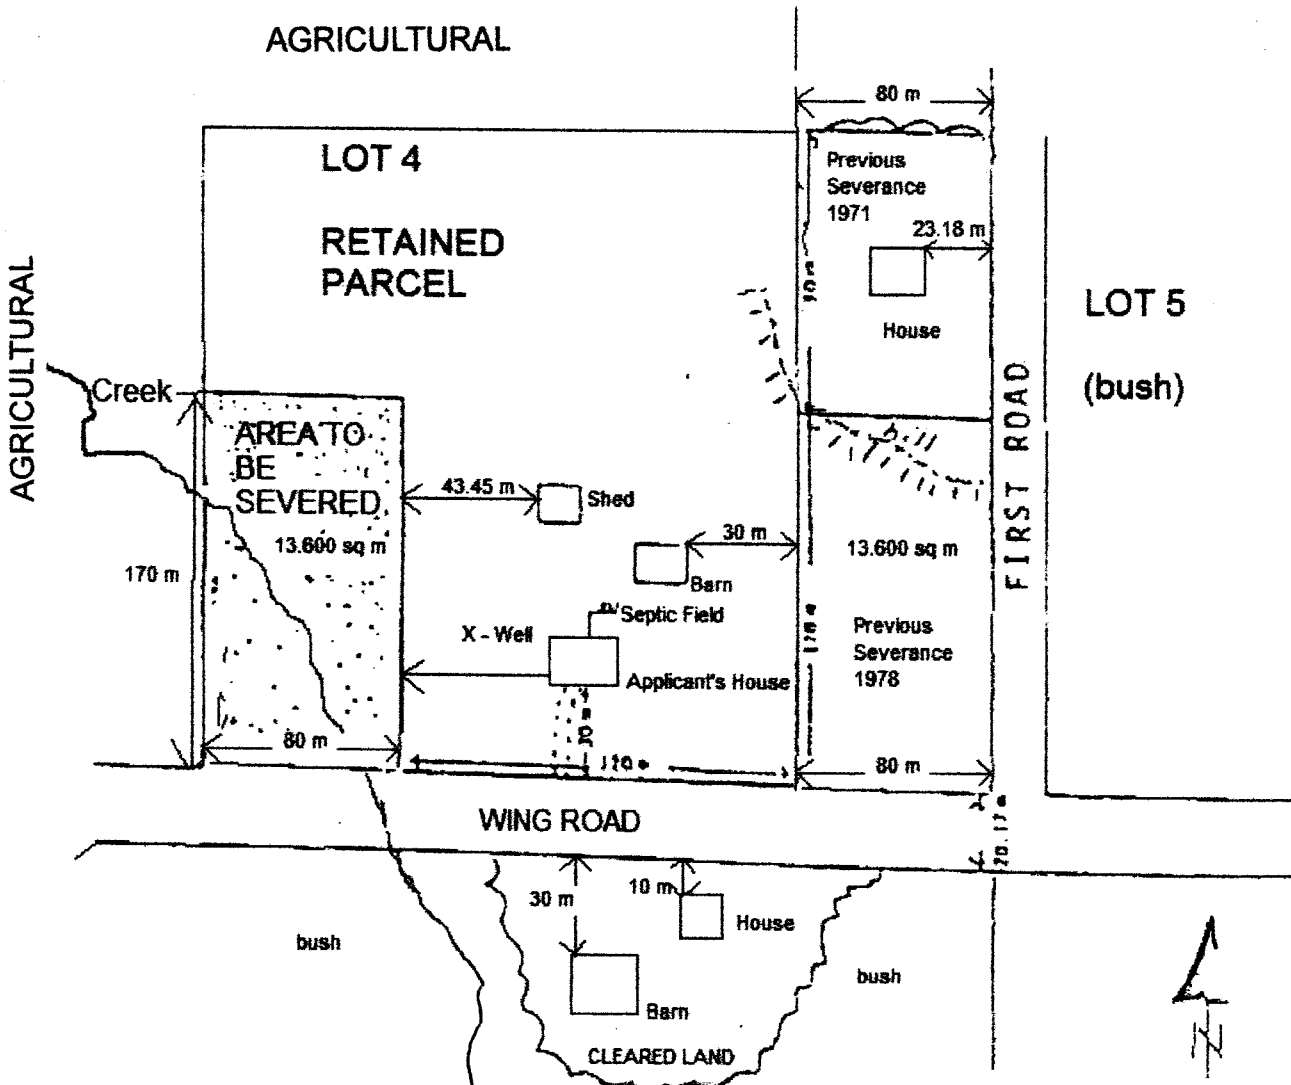 AGRICULTURAL
80 m
LOT 4
Previous
Severance
1971
RETAINED
PARCEL
23.18 m
House
LOT 5
(bush)
AGRICULTURAL
Creek
FIRST ROAD
AREA TO
BE
SEVERED
13.600 sq m
43.45 m
Shed
30 m
Barn
13.600 sq m
170 m
Septic Field
X - Well
Applicant's House
Previous
Severance
1978
80 m
80 m
WING ROAD
20.17 m
30 m
10 m
House
bush
bush
Barn
CLEARED LAND
N